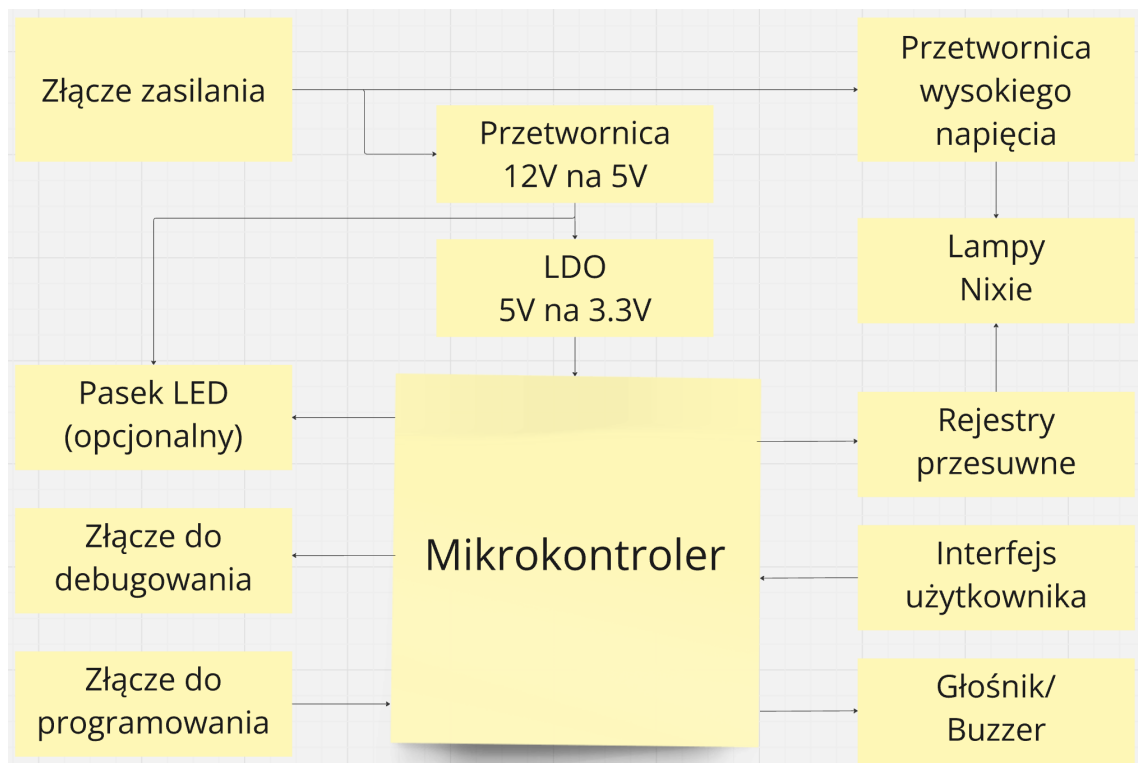 Złącze zasilania
Przetwornica
wysokiego
napięcia
Przetwornica
12V na 5V
Lampy
Nixie
LDO
5V na 3.3V
Pasek LED
(opcjonalny)
Rejestry
przesuwne
Mikrokontroler
Złącze do
debugowania
Interfejs
użytkownika
Złącze do
programowania
Głośnik/
Buzzer